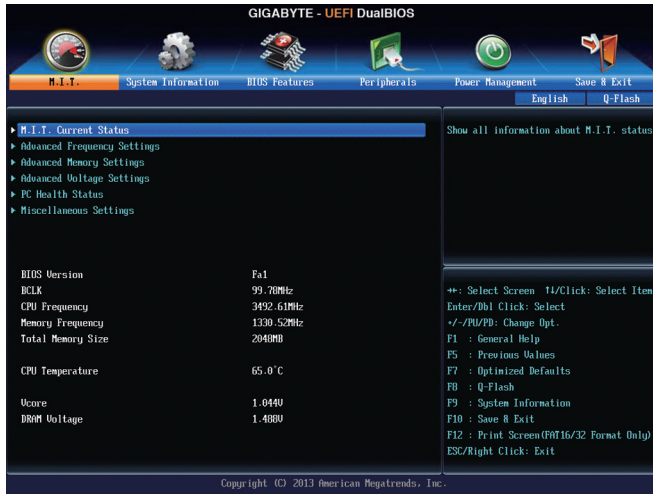 GIGABYTE - UEFI DualBIOS
M.I.T.
System Information
BIOS Features
Peripherals
Power Management
Save & Exit
English
Q-Flash
M.I.T. Current Status
Advanced Frequency Settings
Advanced Memory Settings
Advanced Voltage Settings
PC Health Status
Miscellaneous Settings
BIOS Version Fa1
BCLK 99.78MHz
CPU Frequency 3492.61MHz
Memory Frequency 1330.52MHz
Total Memory Size 2048MB
CPU Temperature 65.0°C
Vcore 1.044V
DRAM Voltage 1.488V
Show all information about M.I.T. status
→←: Select Screen ↑↓/Click: Select Item
Enter/Dbl Click: Select
+/-/PU/PD: Change Opt.
F1 : General Help
F5 : Previous Values
F7 : Optimized Defaults
F8 : Q-Flash
F9 : System Information
F10 : Save & Exit
F12 : Print Screen(FAT16/32 Format Only)
ESC/Right Click: Exit
Copyright (C) 2013 American Megatrends, Inc.